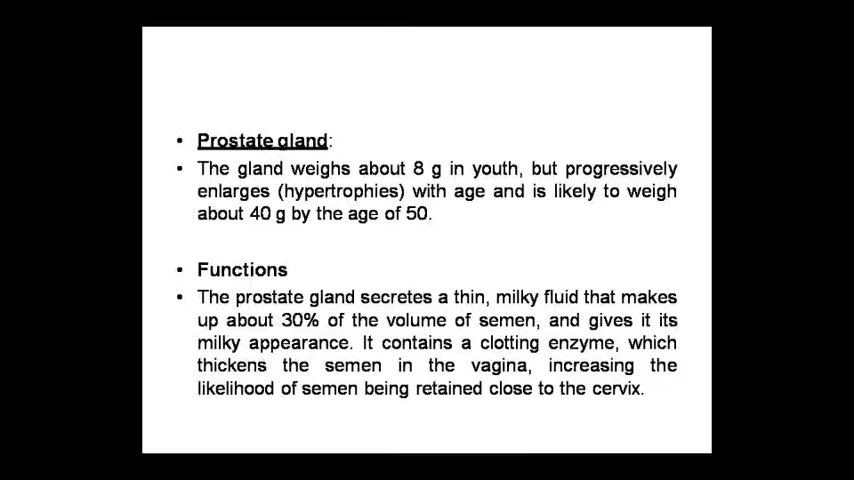 • Prostate gland:
• The gland weighs about 8 g in youth, but progressively
enlarges (hypertrophies) with age and is likely to weigh
about 40 g by the age of 50.
• Functions
• The prostate gland secretes a thin, milky fluid that makes
up about 30% of the volume of semen, and gives it its
milky appearance. It contains a clotting enzyme, which
thickens the semen in the vagina, increasing the
likelihood of semen being retained close to the cervix.